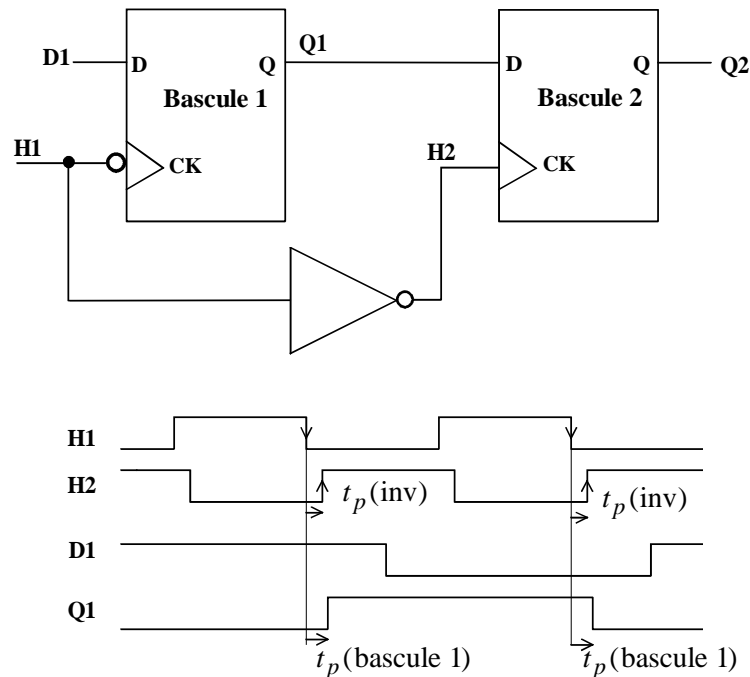 Q1
D1 D Q D Q Q2
Bascule 1 Bascule 2
H1 CK H2 CK
H1
H2 t_p(inv) t_p(inv)
D1
Q1
t_p(bascule 1) t_p(bascule 1)